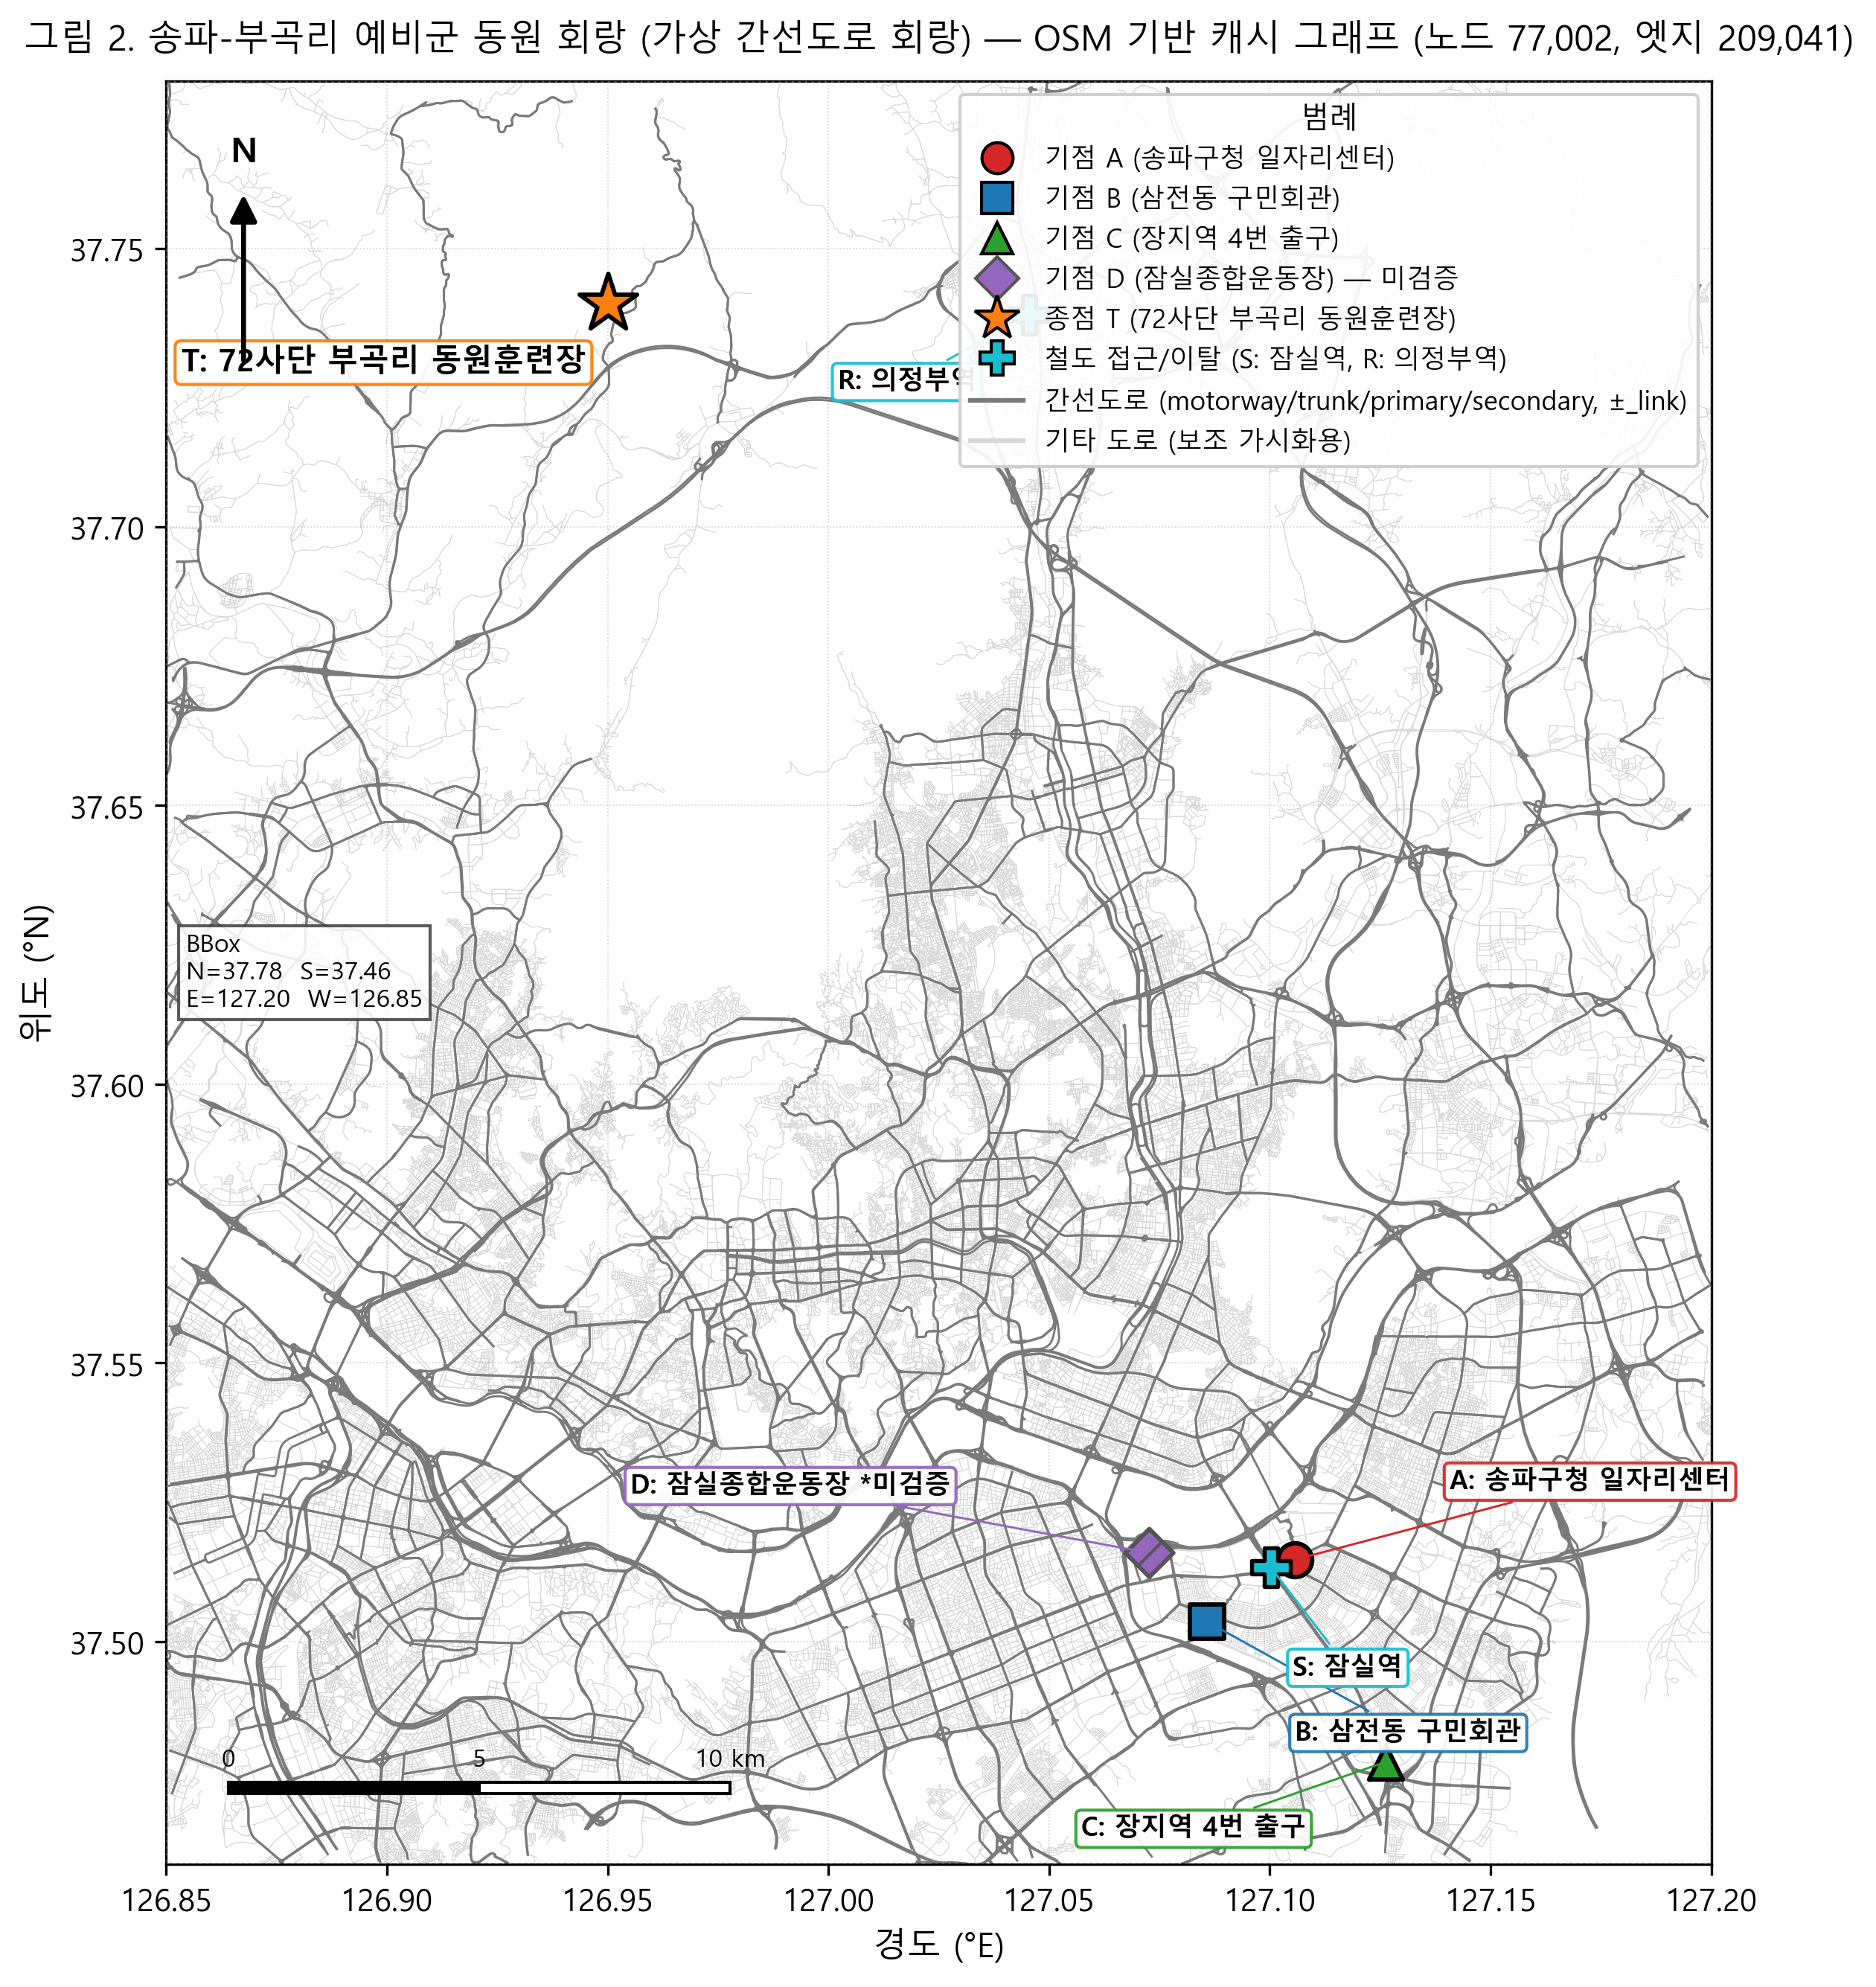 그림 2. 송파-부곡리 예비군 동원 회랑 (가상 간선도로 회랑) — OSM 기반 캐시 그래프 (노드 77,002, 엣지 209,041)
범례
기점 A (송파구청 일자리센터)
기점 B (삼전동 구민회관)
기점 C (장지역 4번 출구)
기점 D (잠실종합운동장) — 미검증
종점 T (72사단 부곡리 동원훈련장)
철도 접근/이탈 (S: 잠실역, R: 의정부역)
간선도로 (motorway/trunk/primary/secondary, ±_link)
기타 도로 (보조 가시화용)
N
T: 72사단 부곡리 동원훈련장
R: 의정부역
BBox
N=37.78 S=37.46
E=127.20 W=126.85
D: 잠실종합운동장 *미검증
A: 송파구청 일자리센터
S: 잠실역
B: 삼전동 구민회관
C: 장지역 4번 출구
0 5 10 km
37.75
37.70
37.65
37.60
37.55
37.50
위도 (°N)
126.85 126.90 126.95 127.00 127.05 127.10 127.15 127.20
경도 (°E)